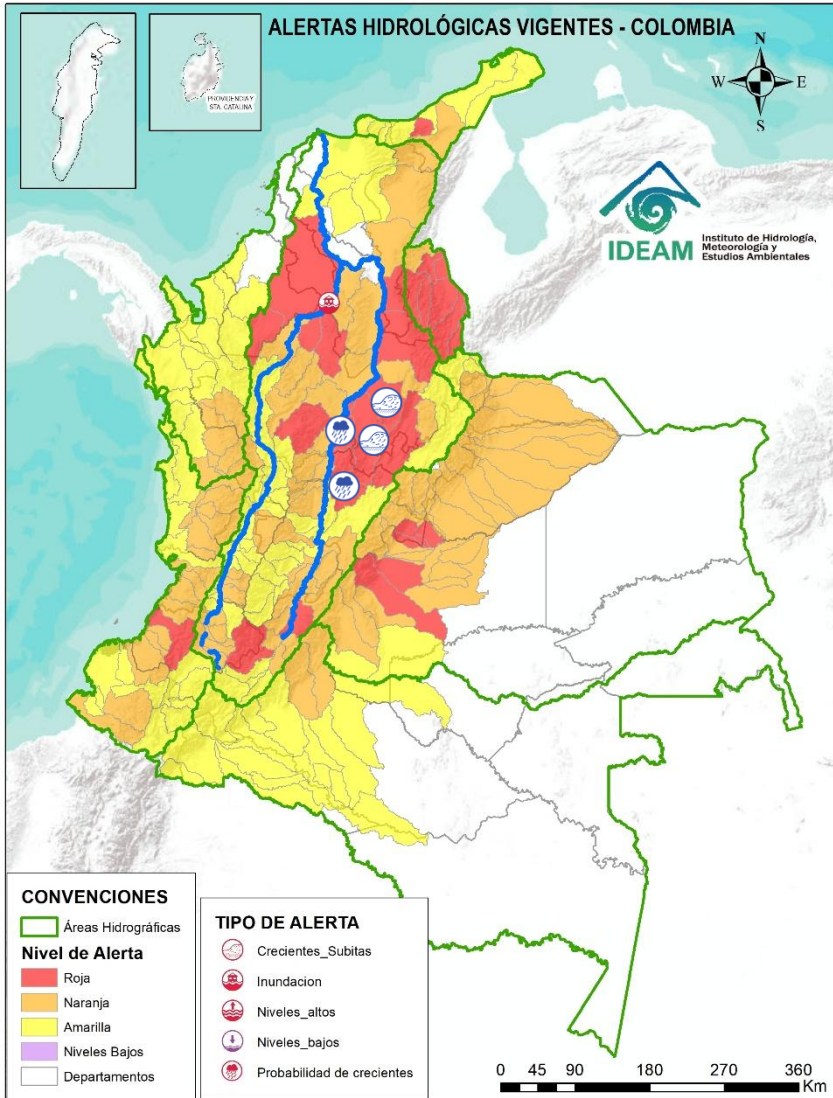 ALERTAS HIDROLÓGICAS VIGENTES - COLOMBIA
PROVIDENCIA Y
STA. CATALINA
N
W
E
S
IDEAM
Instituto de Hidrología,
Meteorología y
Estudios Ambientales
CONVENCIONES
Áreas Hidrográficas
Nivel de Alerta
Roja
Naranja
Amarilla
Niveles Bajos
Departamentos
TIPO DE ALERTA
Crecientes_Subitas
Inundacion
Niveles_altos
Niveles_bajos
Probabilidad de crecientes
0 45 90 180 270 360
Km